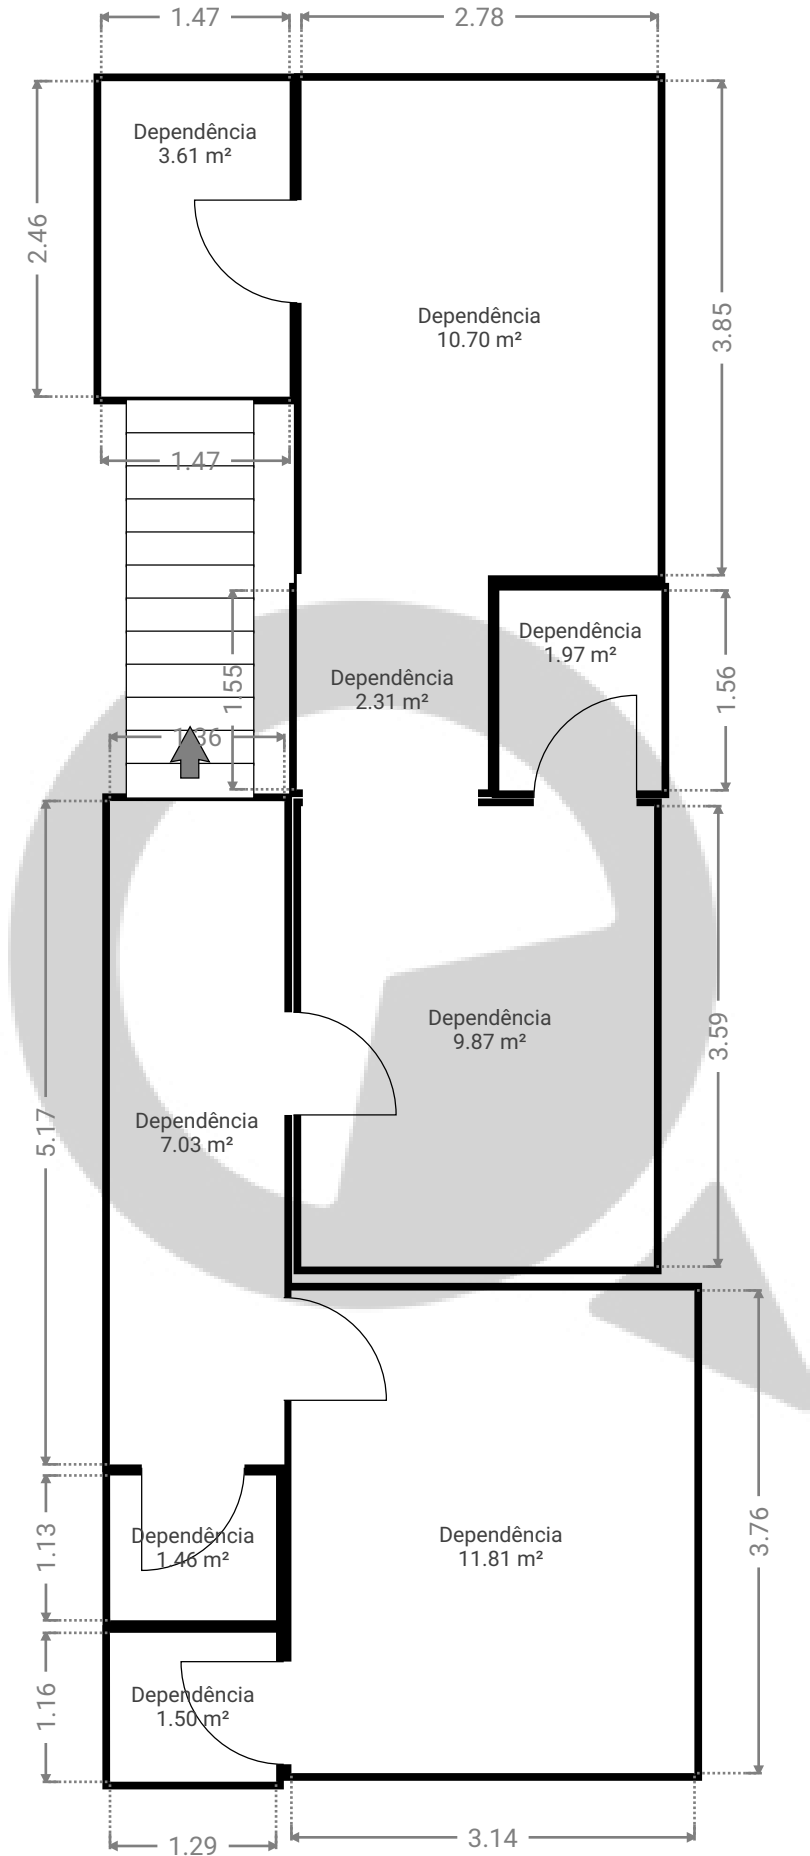 1.47
2.78
Dependência
3.61 m²
2.46
Dependência
10.70 m²
3.85
1.47
Dependência
1.97 m²
Dependência
2.31 m²
1.55
1.56
1.36
Dependência
9.87 m²
3.59
Dependência
7.03 m²
5.17
Dependência
1.46 m²
1.13
Dependência
11.81 m²
3.76
Dependência
1.50 m²
1.16
1.29
3.14